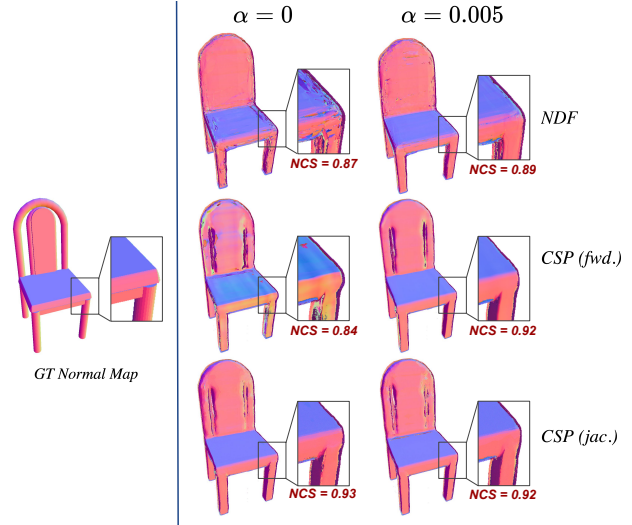 α = 0
α = 0.005
NDF
NCS = 0.87
NCS = 0.89
CSP (fwd.)
NCS = 0.84
NCS = 0.92
GT Normal Map
CSP (jac.)
NCS = 0.93
NCS = 0.92